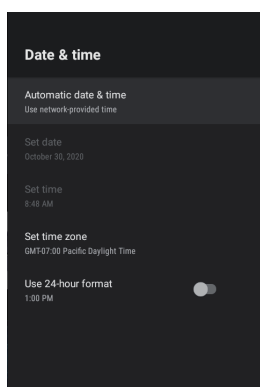 Date & time
Automatic date & time
Use network-provided time
Set date
October 30, 2020
Set time
8:48 AM
Set time zone
GMT-07:00 Pacific Daylight Time
Use 24-hour format
1:00 PM